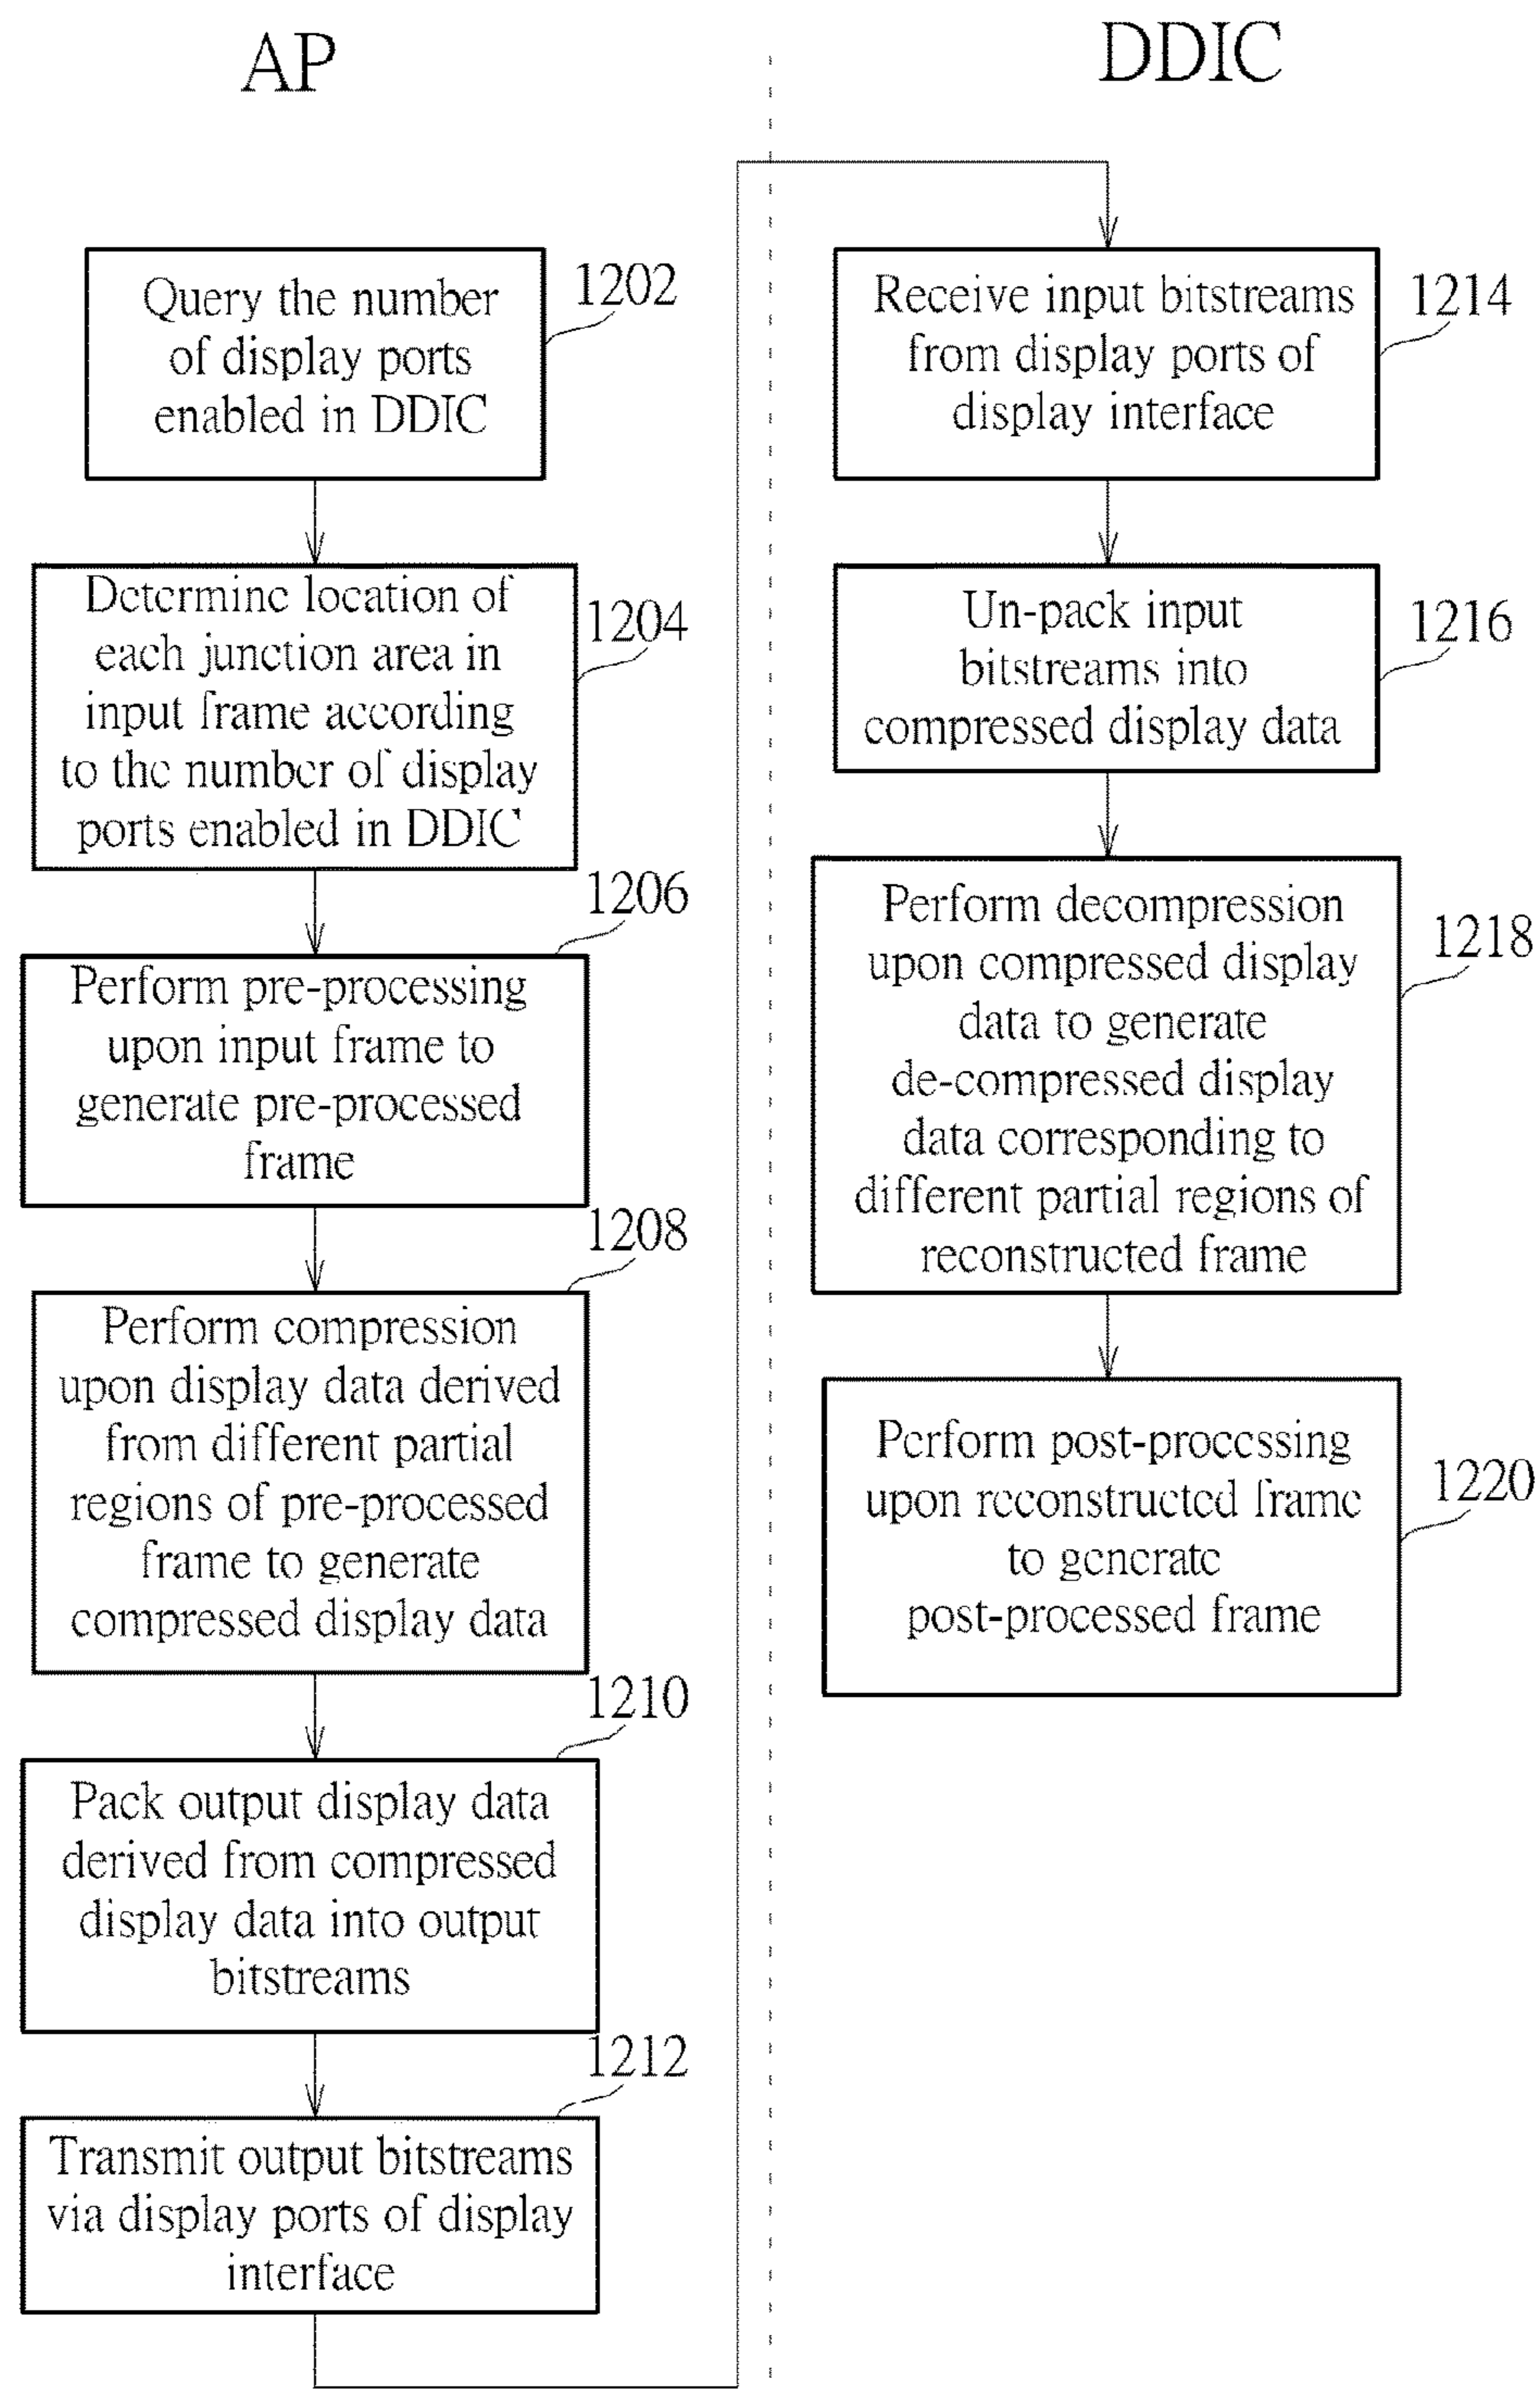 AP
Query the number
of display ports
enabled in DDIC
1202
Determine location of
each junction area in
input frame according
to the number of display
ports enabled in DDIC
1204
1206
Perform pre-processing
upon input frame to
generate pre-processed
frame
1208
Perform compression
upon display data derived
from different partial
regions of pre-processed
frame to generate
compressed display data
1210
Pack output display data
derived from compressed
display data into output
bitstreams
1212
Transmit output bitstreams
via display ports of display
interface
DDIC
Receive input bitstreams
from display ports of
display interface
1214
Un-pack input
bitstreams into
compressed display data
1216
Perform decompression
upon compressed display
data to generate
de-compressed display
data corresponding to
different partial regions of
reconstructed frame
1218
Perform post-processing
upon reconstructed frame
to generate
post-processed frame
1220